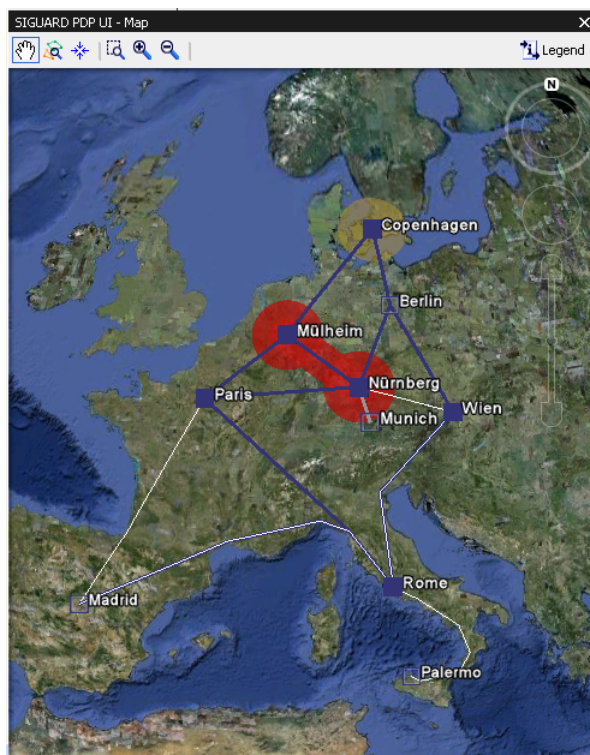 SIGUARD PDP UI - Map
Legend
N
Copenhagen
Berlin
Mülheim
Nürnberg
Paris
Wien
Munich
Rome
Madrid
Palermo